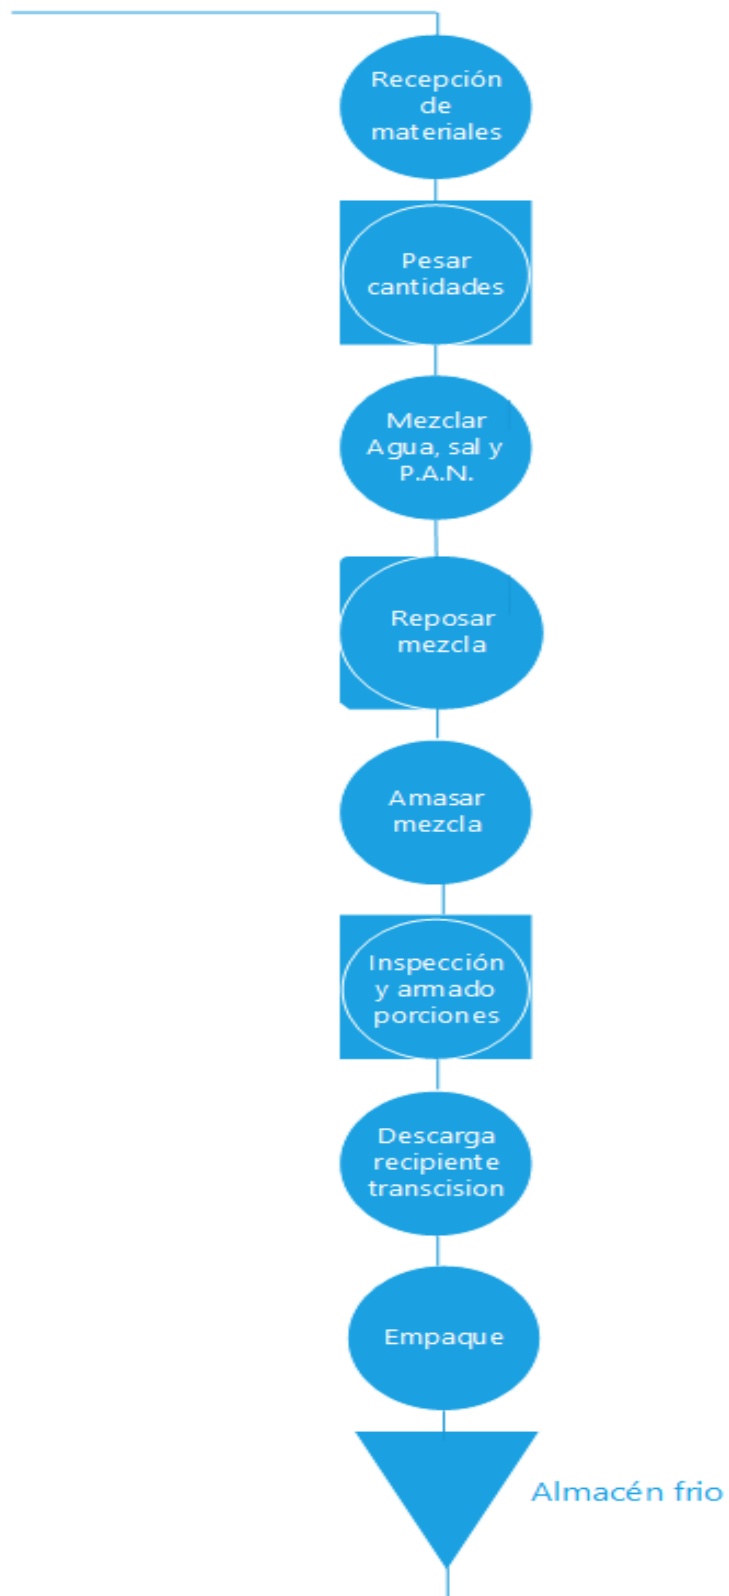 Recepción
de
materiales
Pesar
cantidades
Mezclar
Agua, sal y
P.A.N.
Reposar
mezcla
Amasar
mezcla
Inspección
y armado
porciones
Descarga
recipiente
transcision
Empaque
Almacén frio